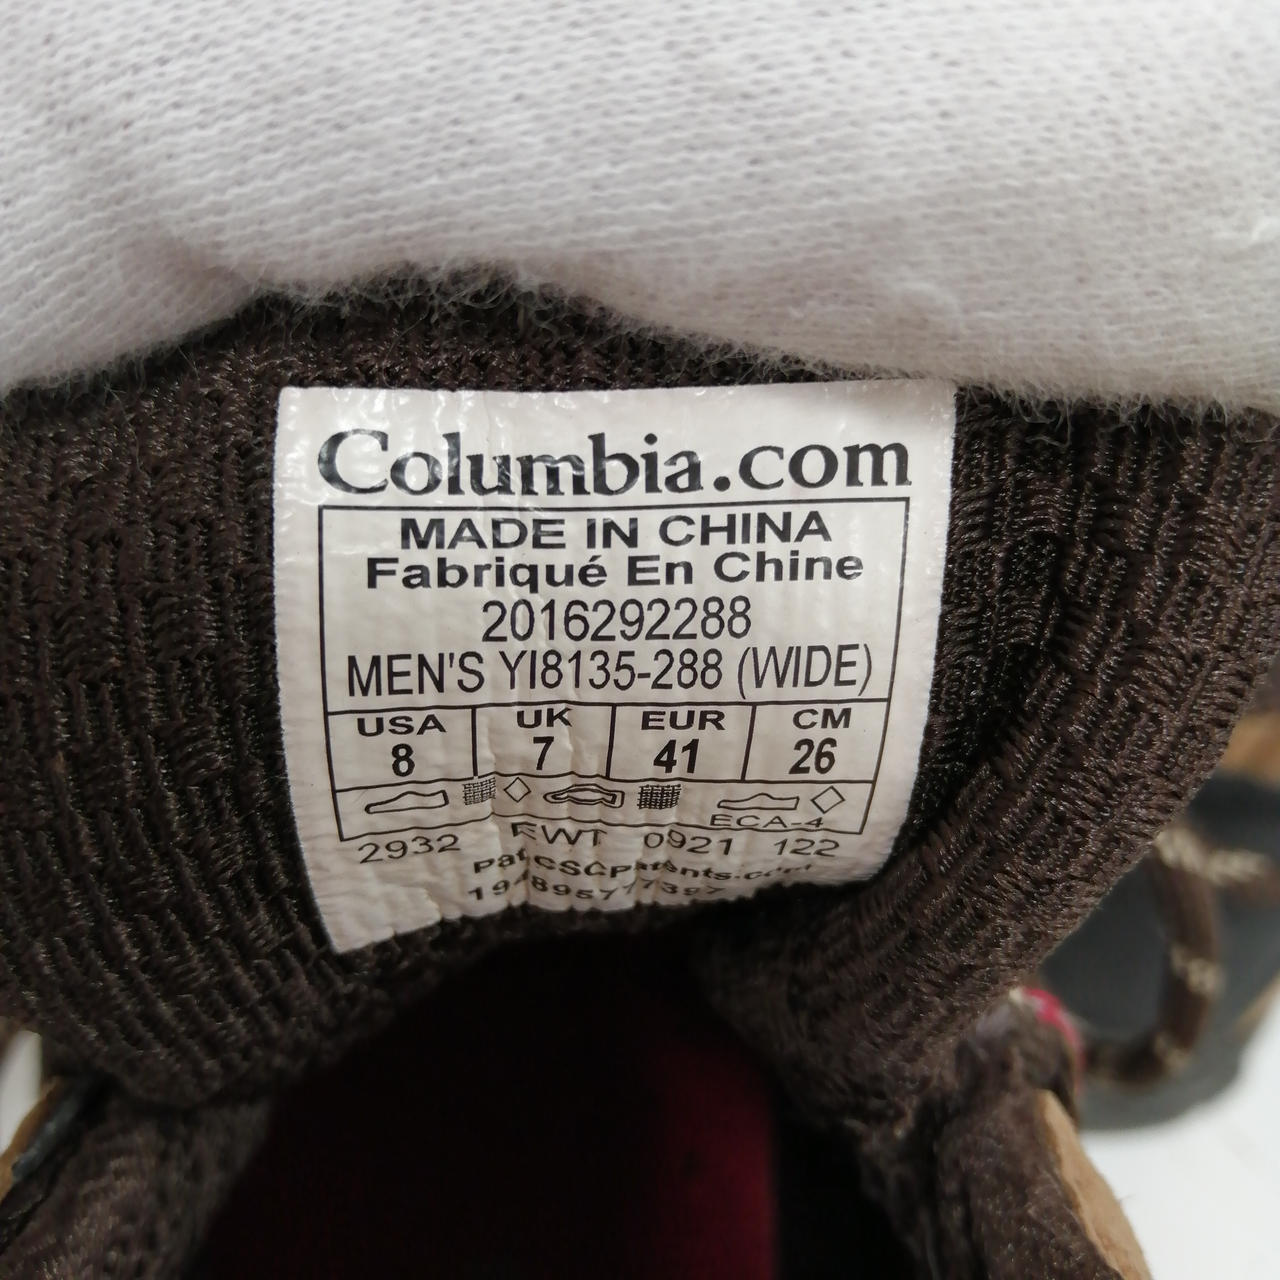 Columbia.com
MADE IN CHINA
Fabriqué En Chine
2016292288
MEN'S YI8135-288 (WIDE)
USA UK EUR CM
8 7 41 26
ECA-4
2932 EWT 0921 122